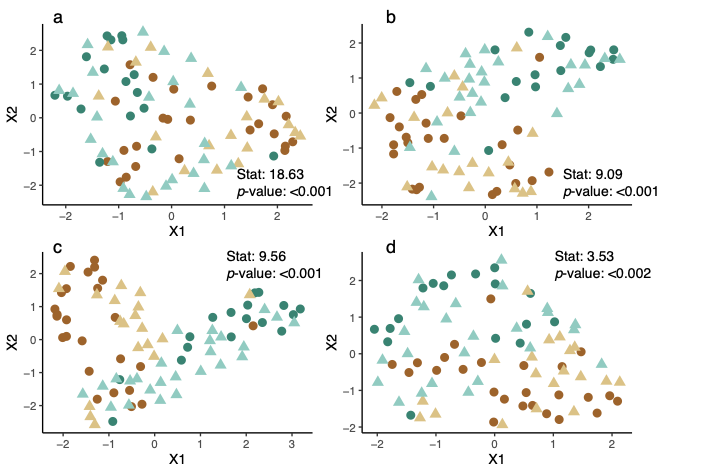 a
2
1
0
−1
−2
X2
Stat: 18.63
p-value: <0.001
−2
−1
0
1
2
X1
b
2
1
0
−1
−2
X2
Stat: 9.09
p-value: <0.001
−2
−1
0
1
2
X1
c
2
1
0
−1
−2
X2
Stat: 9.56
p-value: <0.001
−2
−1
0
1
2
3
X1
d
2
1
0
−1
−2
X2
Stat: 3.53
p-value: <0.002
−2
−1
0
1
2
X1